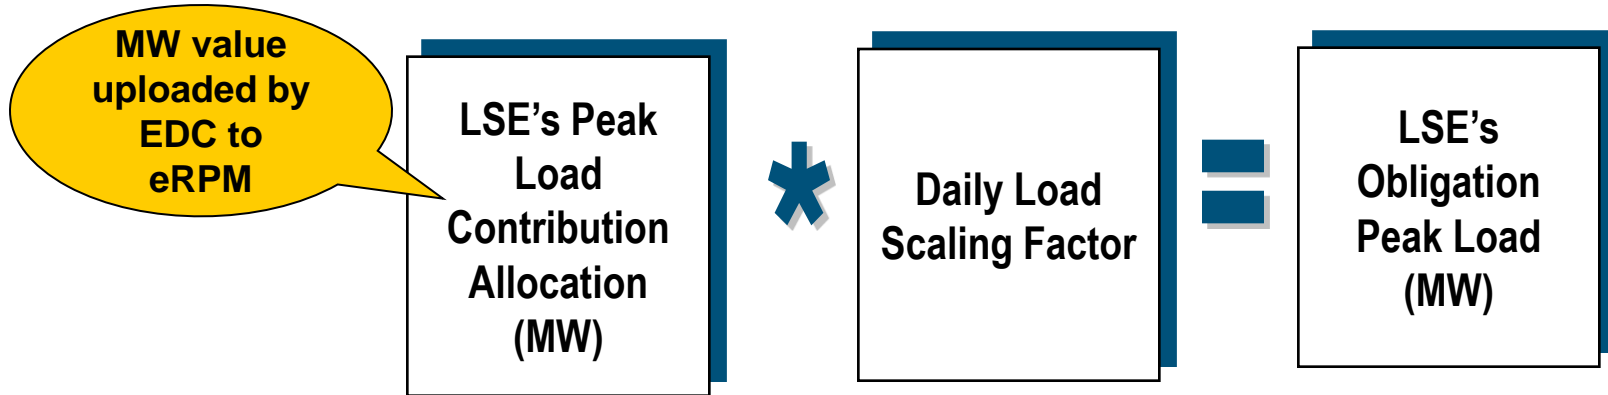 MW value
uploaded by
EDC to
eRPM
LSE’s Peak
Load
Contribution
Allocation
(MW)
*
Daily Load
Scaling Factor
=
LSE’s
Obligation
Peak Load
(MW)